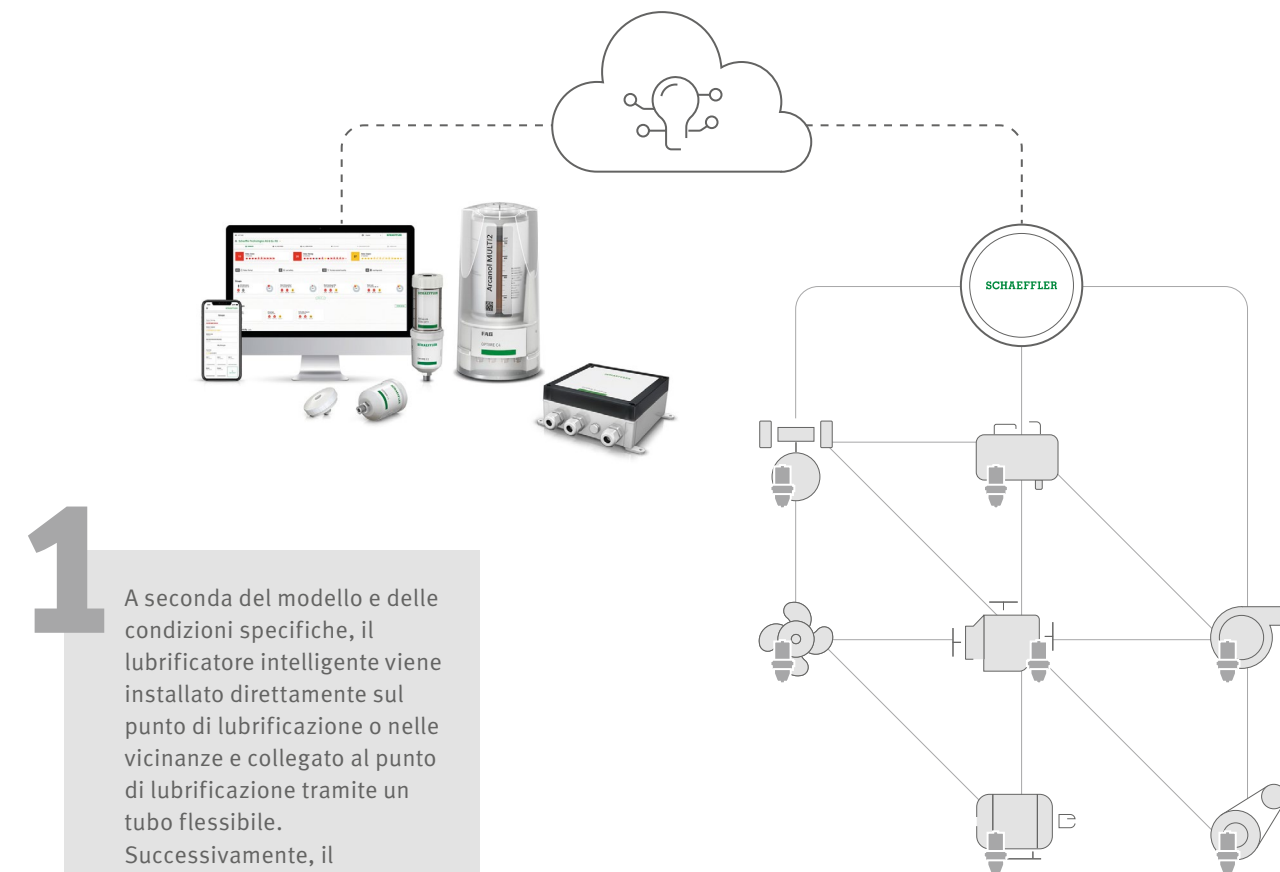 SCHAEFFLER
Arcanol MULTI2
SCHAEFFLER
FAG
SCHAEFFLER
1
A seconda del modello e delle
condizioni specifiche, il
lubrificatore intelligente viene
installato direttamente sul
punto di lubrificazione o nelle
vicinanze e collegato al punto
di lubrificazione tramite un
tubo flessibile.
Successivamente, il